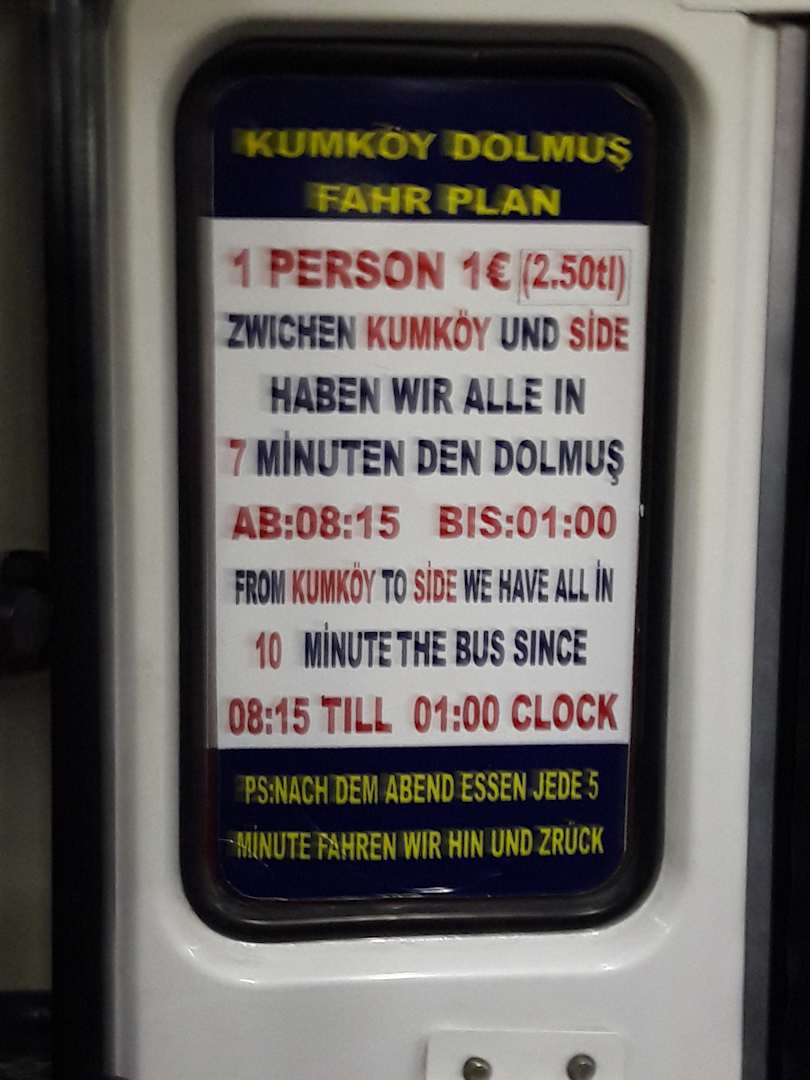 KUMKÖY DOLMUŞ
FAHR PLAN
1 PERSON 1€ (2.50tl)
ZWICHEN KUMKÖY UND SİDE
HABEN WIR ALLE IN
7 MİNUTEN DEN DOLMUŞ
AB:08:15 BIS:01:00
FROM KUMKÖY TO SİDE WE HAVE ALL İN
10 MİNUTE THE BUS SINCE
08:15 TILL 01:00 CLOCK
PS:NACH DEM ABEND ESSEN JEDE 5
MİNUTE FAHREN WIR HIN UND ZRÜCK